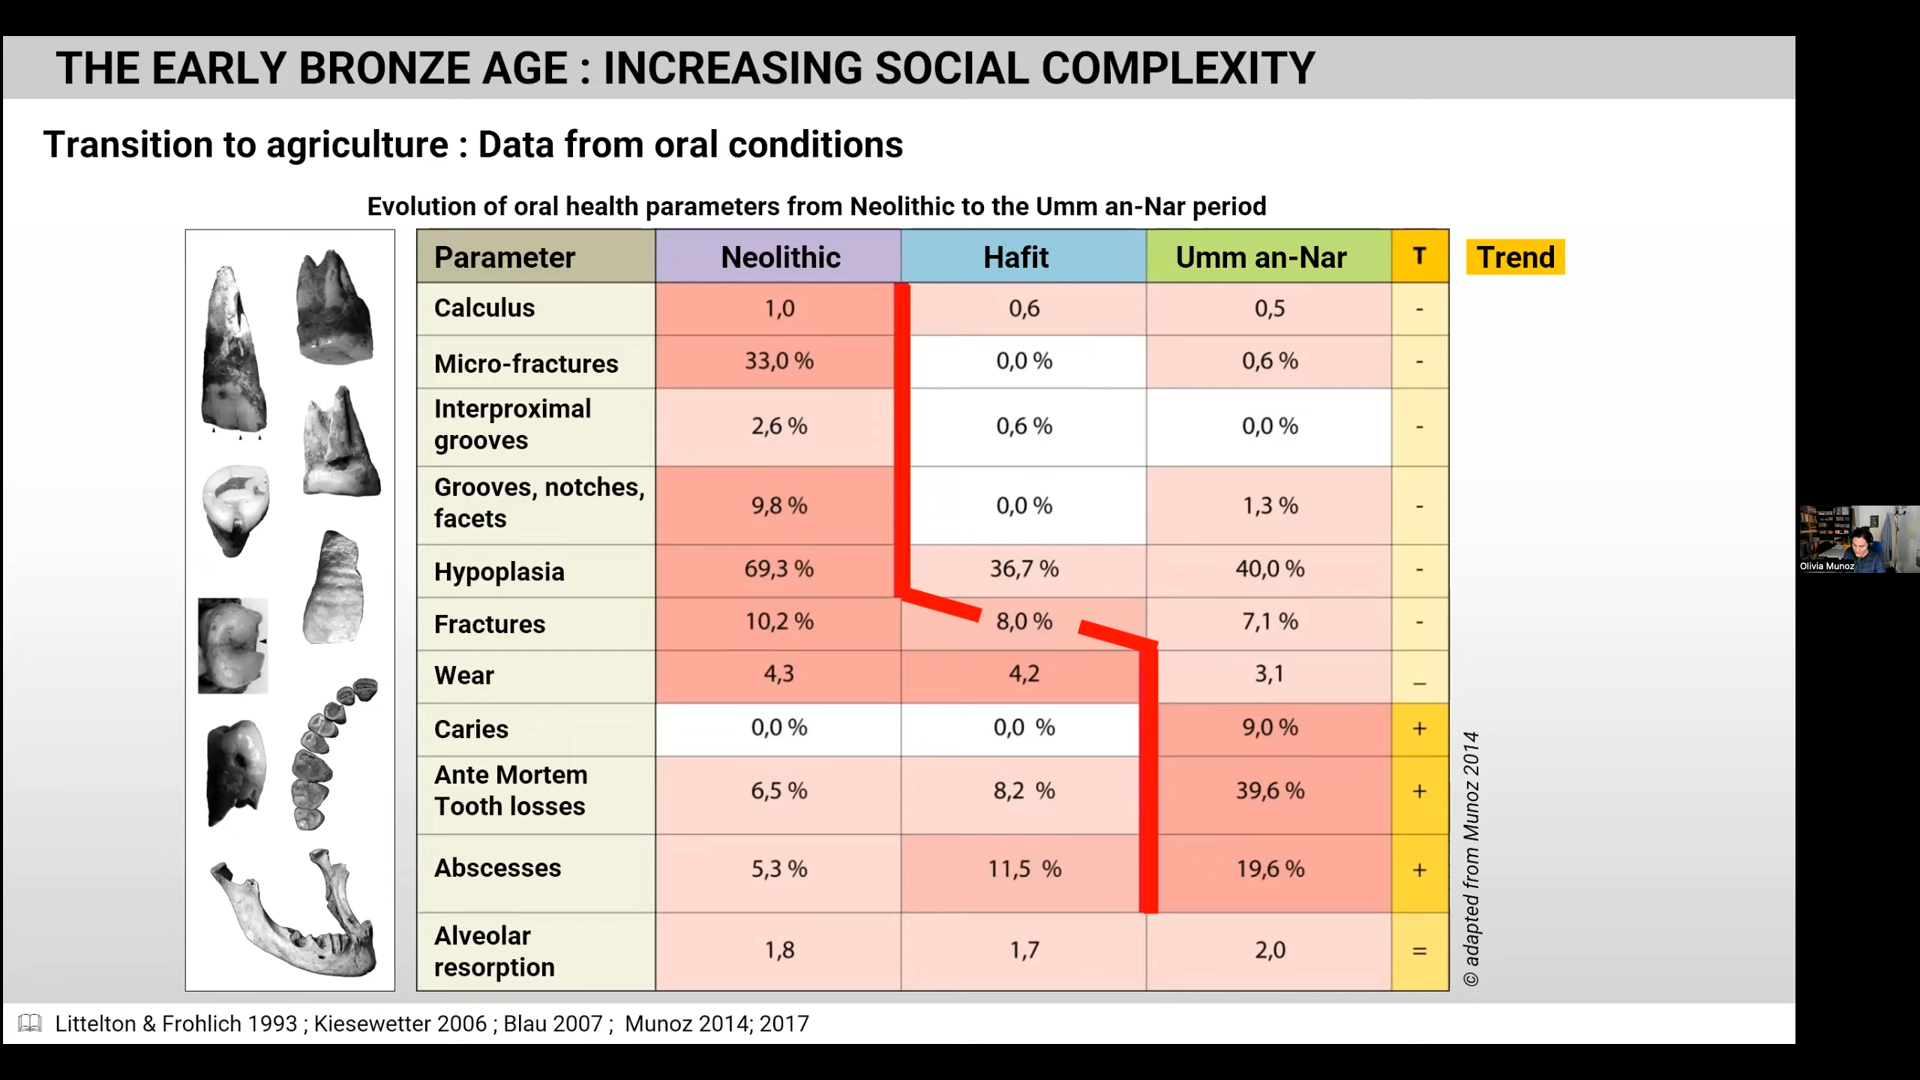 THE EARLY BRONZE AGE : INCREASING SOCIAL COMPLEXITY
Transition to agriculture : Data from oral conditions
Evolution of oral health parameters from Neolithic to the Umm an-Nar period
Parameter Neolithic Hafit Umm an-Nar T Trend
Calculus 1,0 0,6 0,5 -
Micro-fractures 33,0 % 0,0 % 0,6 % -
Interproximal
grooves 2,6 % 0,6 % 0,0 % -
Grooves, notches,
facets 9,8 % 0,0 % 1,3 % -
Hypoplasia 69,3 % 36,7 % 40,0 % -
Fractures 10,2 % 8,0 % 7,1 % -
Wear 4,3 4,2 3,1 _
Caries 0,0 % 0,0 % 9,0 % +
Ante Mortem
Tooth losses 6,5 % 8,2 % 39,6 % +
Abscesses 5,3 % 11,5 % 19,6 % +
Alveolar
resorption 1,8 1,7 2,0 =
© adapted from Munoz 2014
Littelton & Frohlich 1993 ; Kiesewetter 2006 ; Blau 2007 ; Munoz 2014; 2017
Olivia Munoz